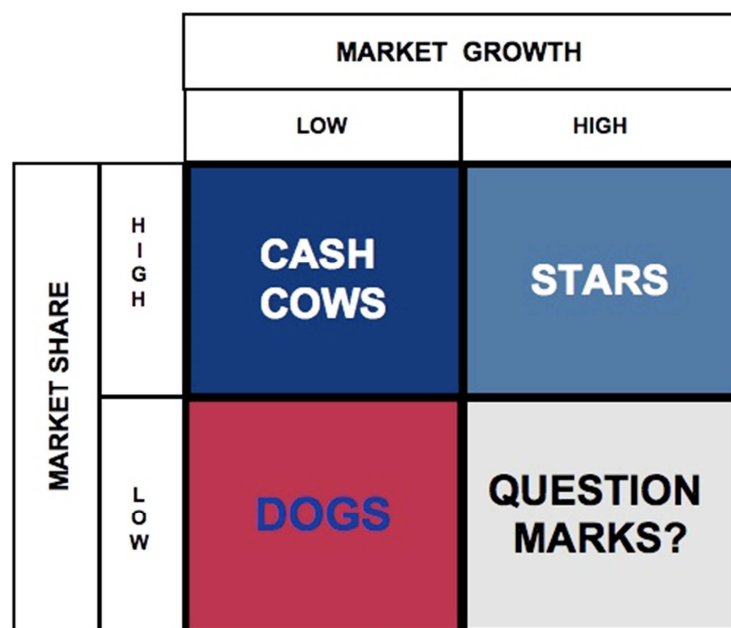 MARKET GROWTH
LOW
HIGH
MARKET SHARE
HIGH
CASH
COWS
STARS
LOW
DOGS
QUESTION
MARKS?